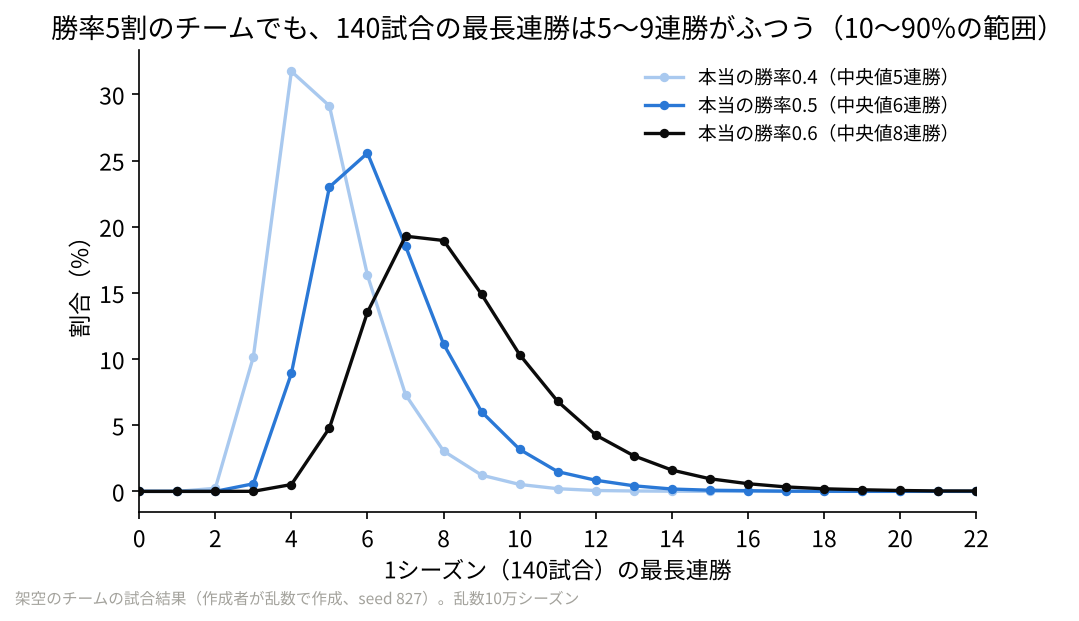 勝率5割のチームでも、140試合の最長連勝は5～9連勝がふつう（10～90%の範囲）
本当の勝率0.4（中央値5連勝）
本当の勝率0.5（中央値6連勝）
本当の勝率0.6（中央値8連勝）
割合（%）
30
25
20
15
10
5
0
0 2 4 6 8 10 12 14 16 18 20 22
1シーズン（140試合）の最長連勝
架空のチームの試合結果（作成者が乱数で作成、seed 827）。乱数10万シーズン